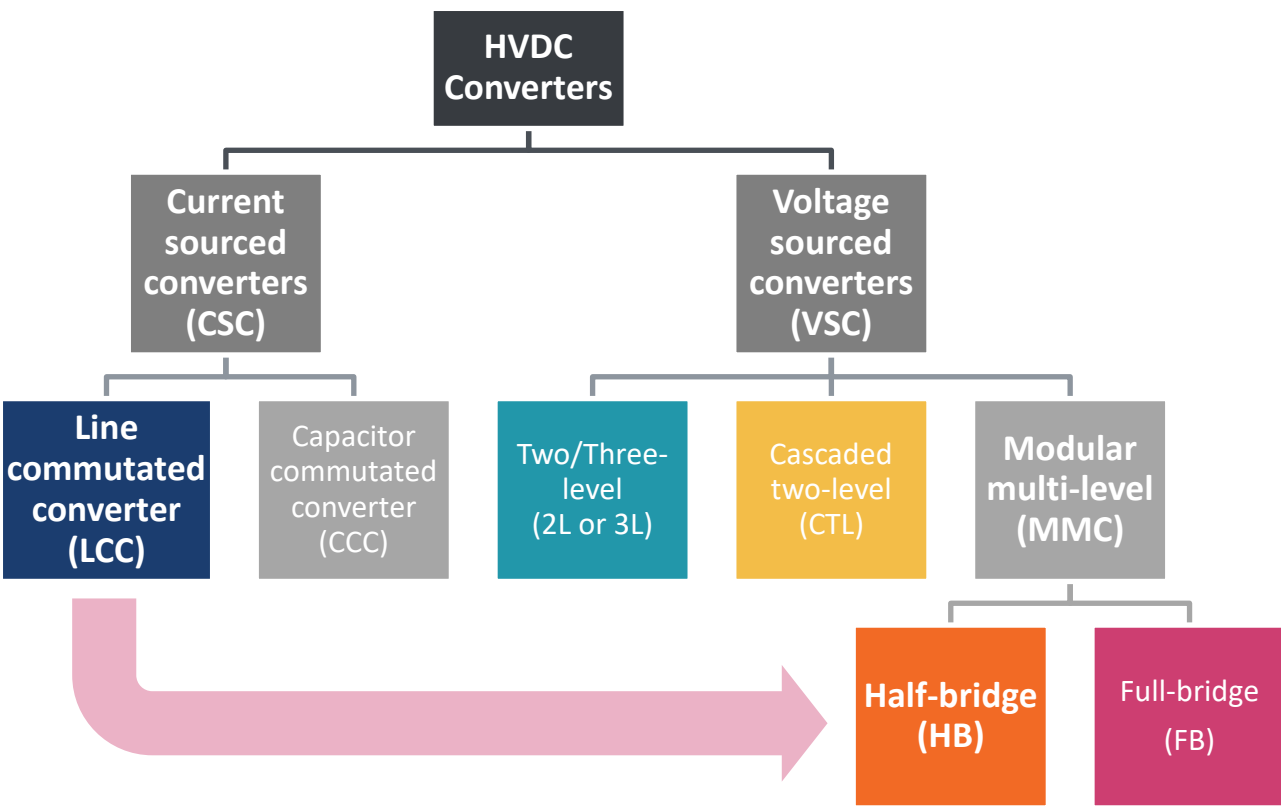 HVDC
Converters
Current
sourced
converters
(CSC)
Voltage
sourced
converters
(VSC)
Line
commutated
converter
(LCC)
Capacitor
commutated
converter
(CCC)
Two/Three-
level
(2L or 3L)
Cascaded
two-level
(CTL)
Modular
multi-level
(MMC)
Half-bridge
(HB)
Full-bridge
(FB)